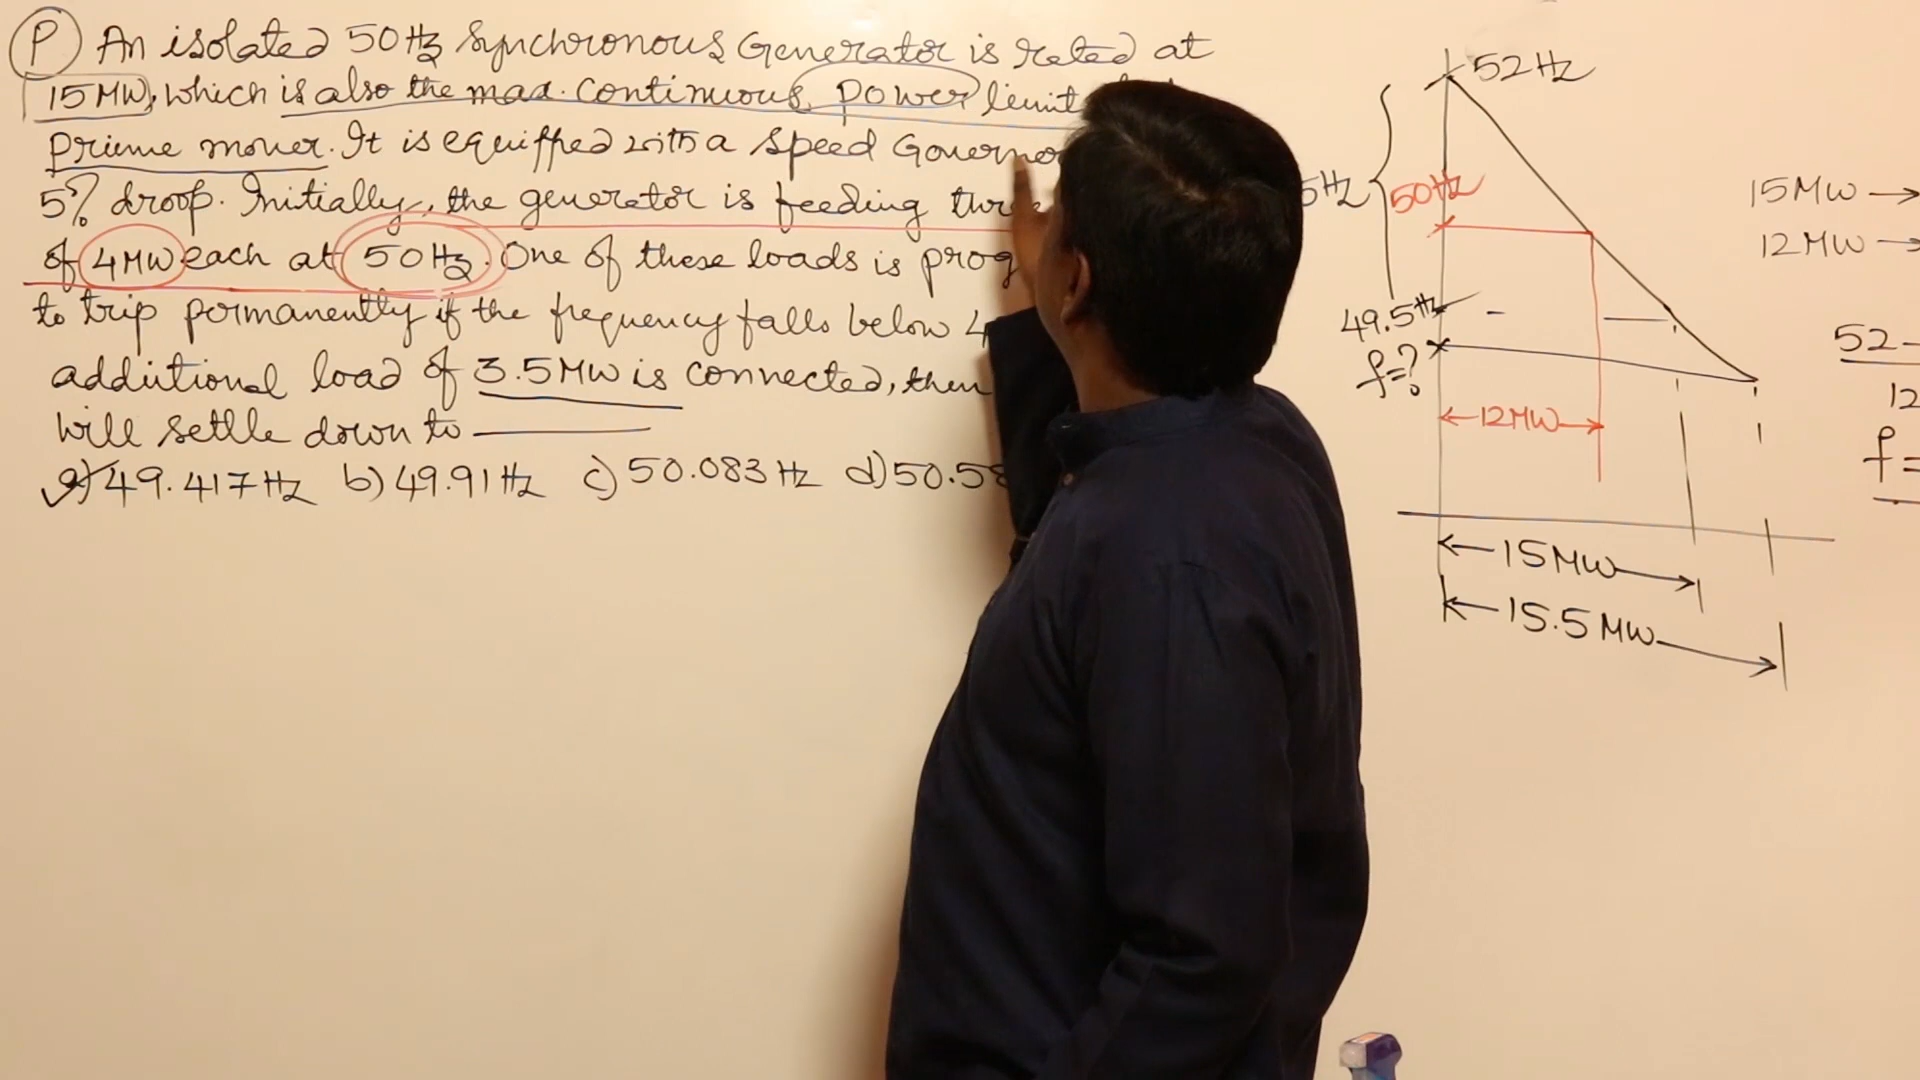 P An isolated 50Hz Synchronous Generator is rated at
15MW, which is also the max. Continuous power limit
prime mover. It is equipped with a speed Governor
5% droop. Initially, the generator is feeding
of 4MW each at 50Hz. One of these loads is
to trip permanently if the frequency falls below 4
additional load of 3.5MW is connected, then
will settle down to
a) 49.417Hz b) 49.91Hz c) 50.083Hz d) 50.58
52Hz
5Hz
50Hz
49.5Hz
f=?
12MW
15MW
15.5MW
15MW →
12MW →
52-
12
f=